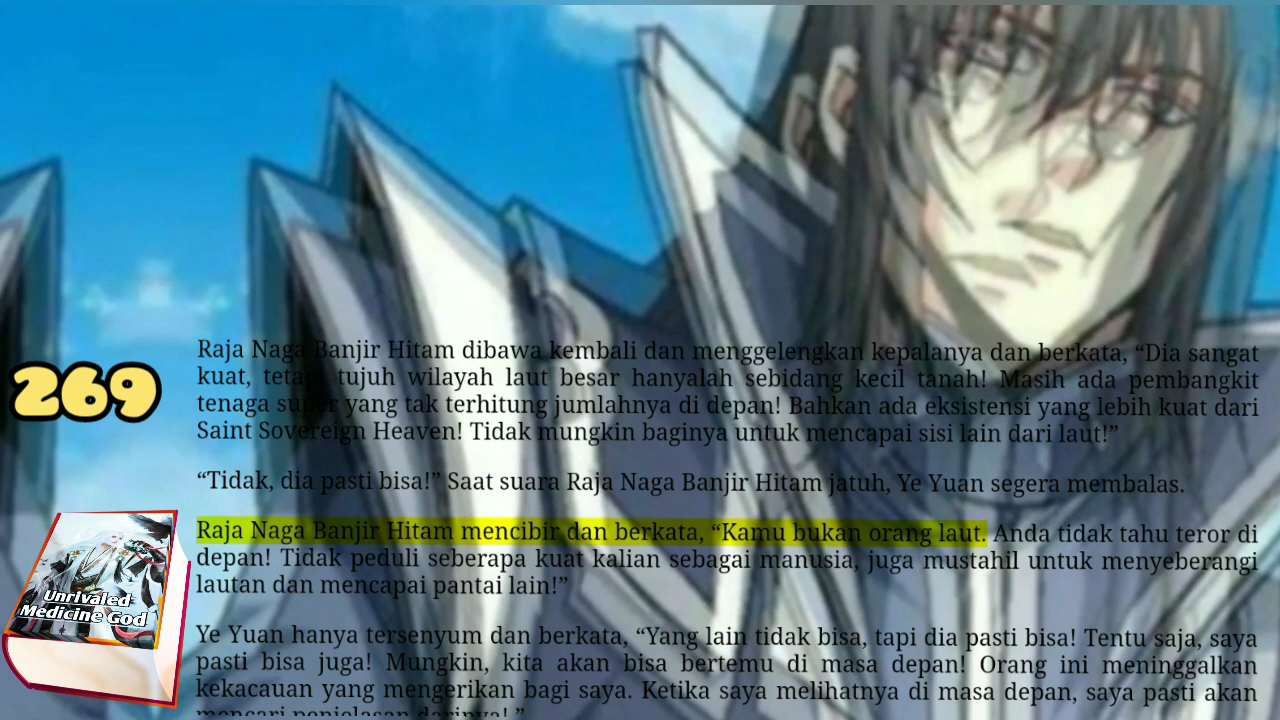 Raja Naga Banjir Hitam dibawa kembali dan menggelengkan kepalanya dan berkata, “Dia sangat
kuat, tetapi tujuh wilayah laut besar hanyalah sebidang kecil tanah! Masih ada pembangkit
tenaga super yang tak terhitung jumlahnya di depan! Bahkan ada eksistensi yang lebih kuat dari
Saint Sovereign Heaven! Tidak mungkin baginya untuk mencapai sisi lain dari laut!”
“Tidak, dia pasti bisa!” Saat suara Raja Naga Banjir Hitam jatuh, Ye Yuan segera membalas.
Raja Naga Banjir Hitam mencibir dan berkata, “Kamu bukan orang laut. Anda tidak tahu teror di
depan! Tidak peduli seberapa kuat kalian sebagai manusia, juga mustahil untuk menyeberangi
lautan dan mencapai pantai lain!”
Ye Yuan hanya tersenyum dan berkata, “Yang lain tidak bisa, tapi dia pasti bisa! Tentu saja, saya
pasti bisa juga! Mungkin, kita akan bisa bertemu di masa depan! Orang ini meninggalkan
kekacauan yang mengerikan bagi saya. Ketika saya melihatnya di masa depan, saya pasti akan
mencari penjelasan darinya! ”
269
Unrivaled
Medicine God